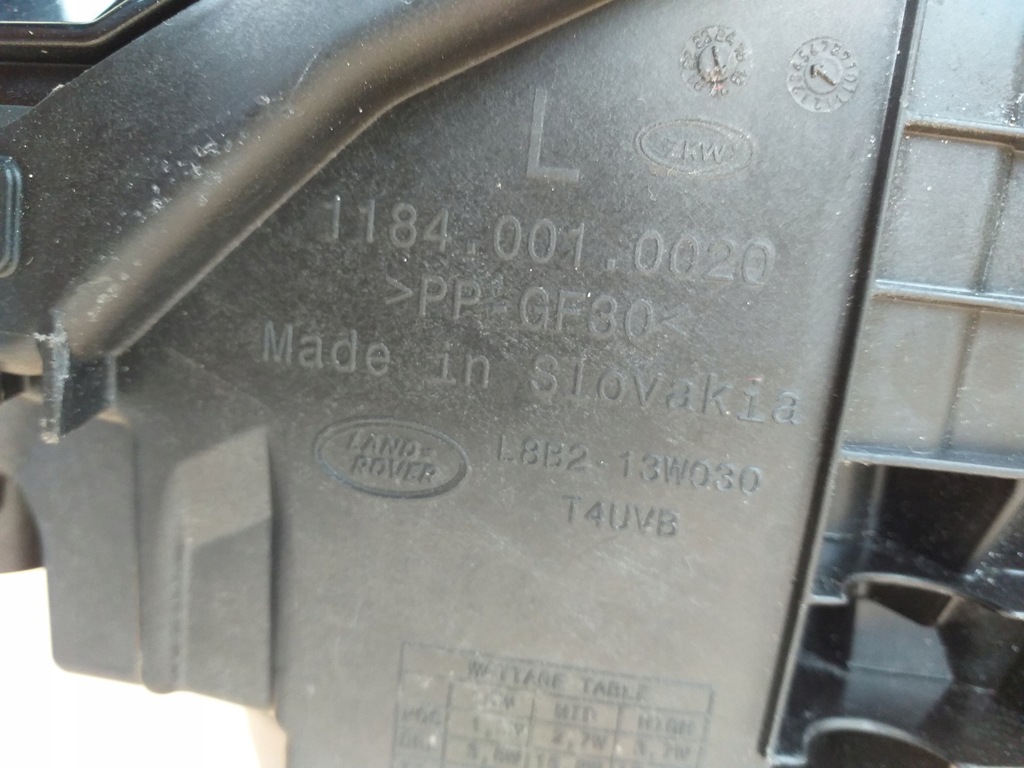 L
ZKW
1184.001.0020
>PP-GF30<
Made in Slovakia
LAND-
ROVER
L8B2 13W030
T4UVB
TABLE
MID HIGH
2,7W